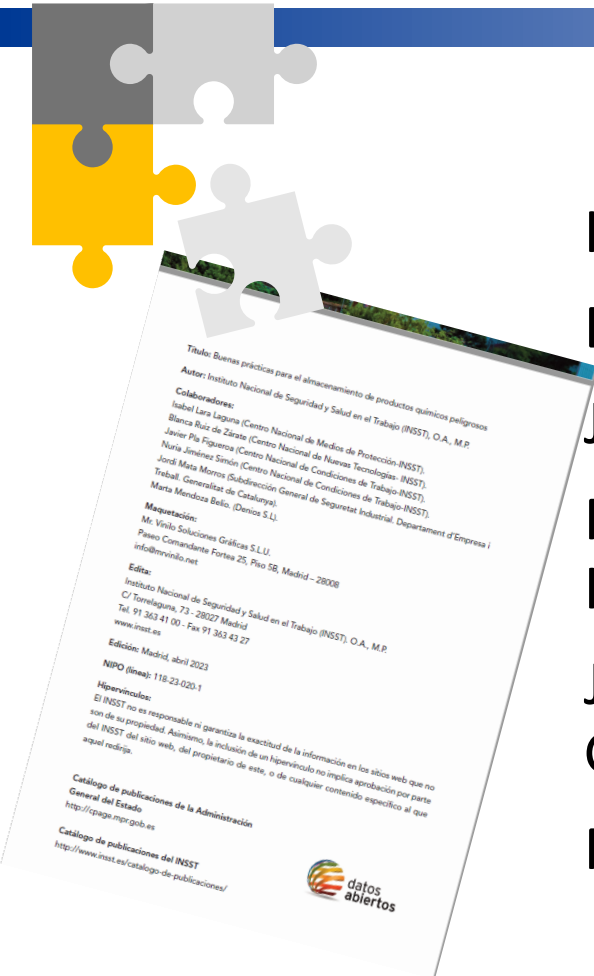 Título: Buenas prácticas para el almacenamiento de productos químicos peligrosos
Autor: Instituto Nacional de Seguridad y Salud en el Trabajo (INSST), O.A., M.P.
Colaboradores:
Isabel Lara Laguna (Centro Nacional de Medios de Protección-INSST).
Blanca Ruiz de Zárate (Centro Nacional de Nuevas Tecnologías- INSST).
Javier Pla Figueroa (Centro Nacional de Condiciones de Trabajo-INSST).
Nuria Jiménez Simón (Centro Nacional de Condiciones de Trabajo-INSST).
Jordi Mata Morros (Subdirección General de Seguretat Industrial. Departament d'Empresa i
Treball. Generalitat de Catalunya).
Marta Mendoza Belio. (Denios S.L).
Maquetación:
Mr. Vinilo Soluciones Gráficas S.L.U.
Paseo Comandante Fortea 25, Piso 5B, Madrid – 28008
info@mrvinilo.net
Edita:
Instituto Nacional de Seguridad y Salud en el Trabajo (INSST). O.A., M.P.
C/ Torrelaguna, 73 - 28027 Madrid
Tel. 91 363 41 00 - Fax 91 363 43 27
www.insst.es
Edición: Madrid, abril 2023
NIPO (línea): 118-23-020-1
Hipervínculos:
El INSST no es responsable ni garantiza la exactitud de la información en los sitios web que no
son de su propiedad. Asimismo, la inclusión de un hipervínculo no implica aprobación por parte
del INSST del sitio web, del propietario de este, o de cualquier contenido específico al que
aquel redirija.
Catálogo de publicaciones de la Administración
General del Estado
http://cpage.mpr.gob.es
Catálogo de publicaciones del INSST
http://www.insst.es/catalogo-de-publicaciones/
datos
abiertos